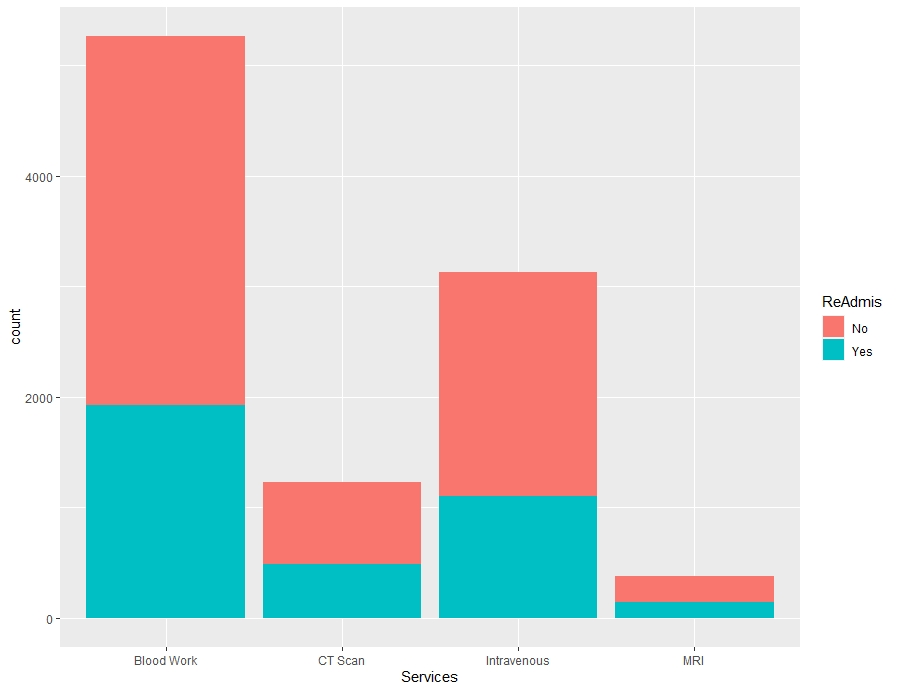 4000
2000
0
count
Blood Work
CT Scan
Intravenous
MRI
Services
ReAdmis
No
Yes